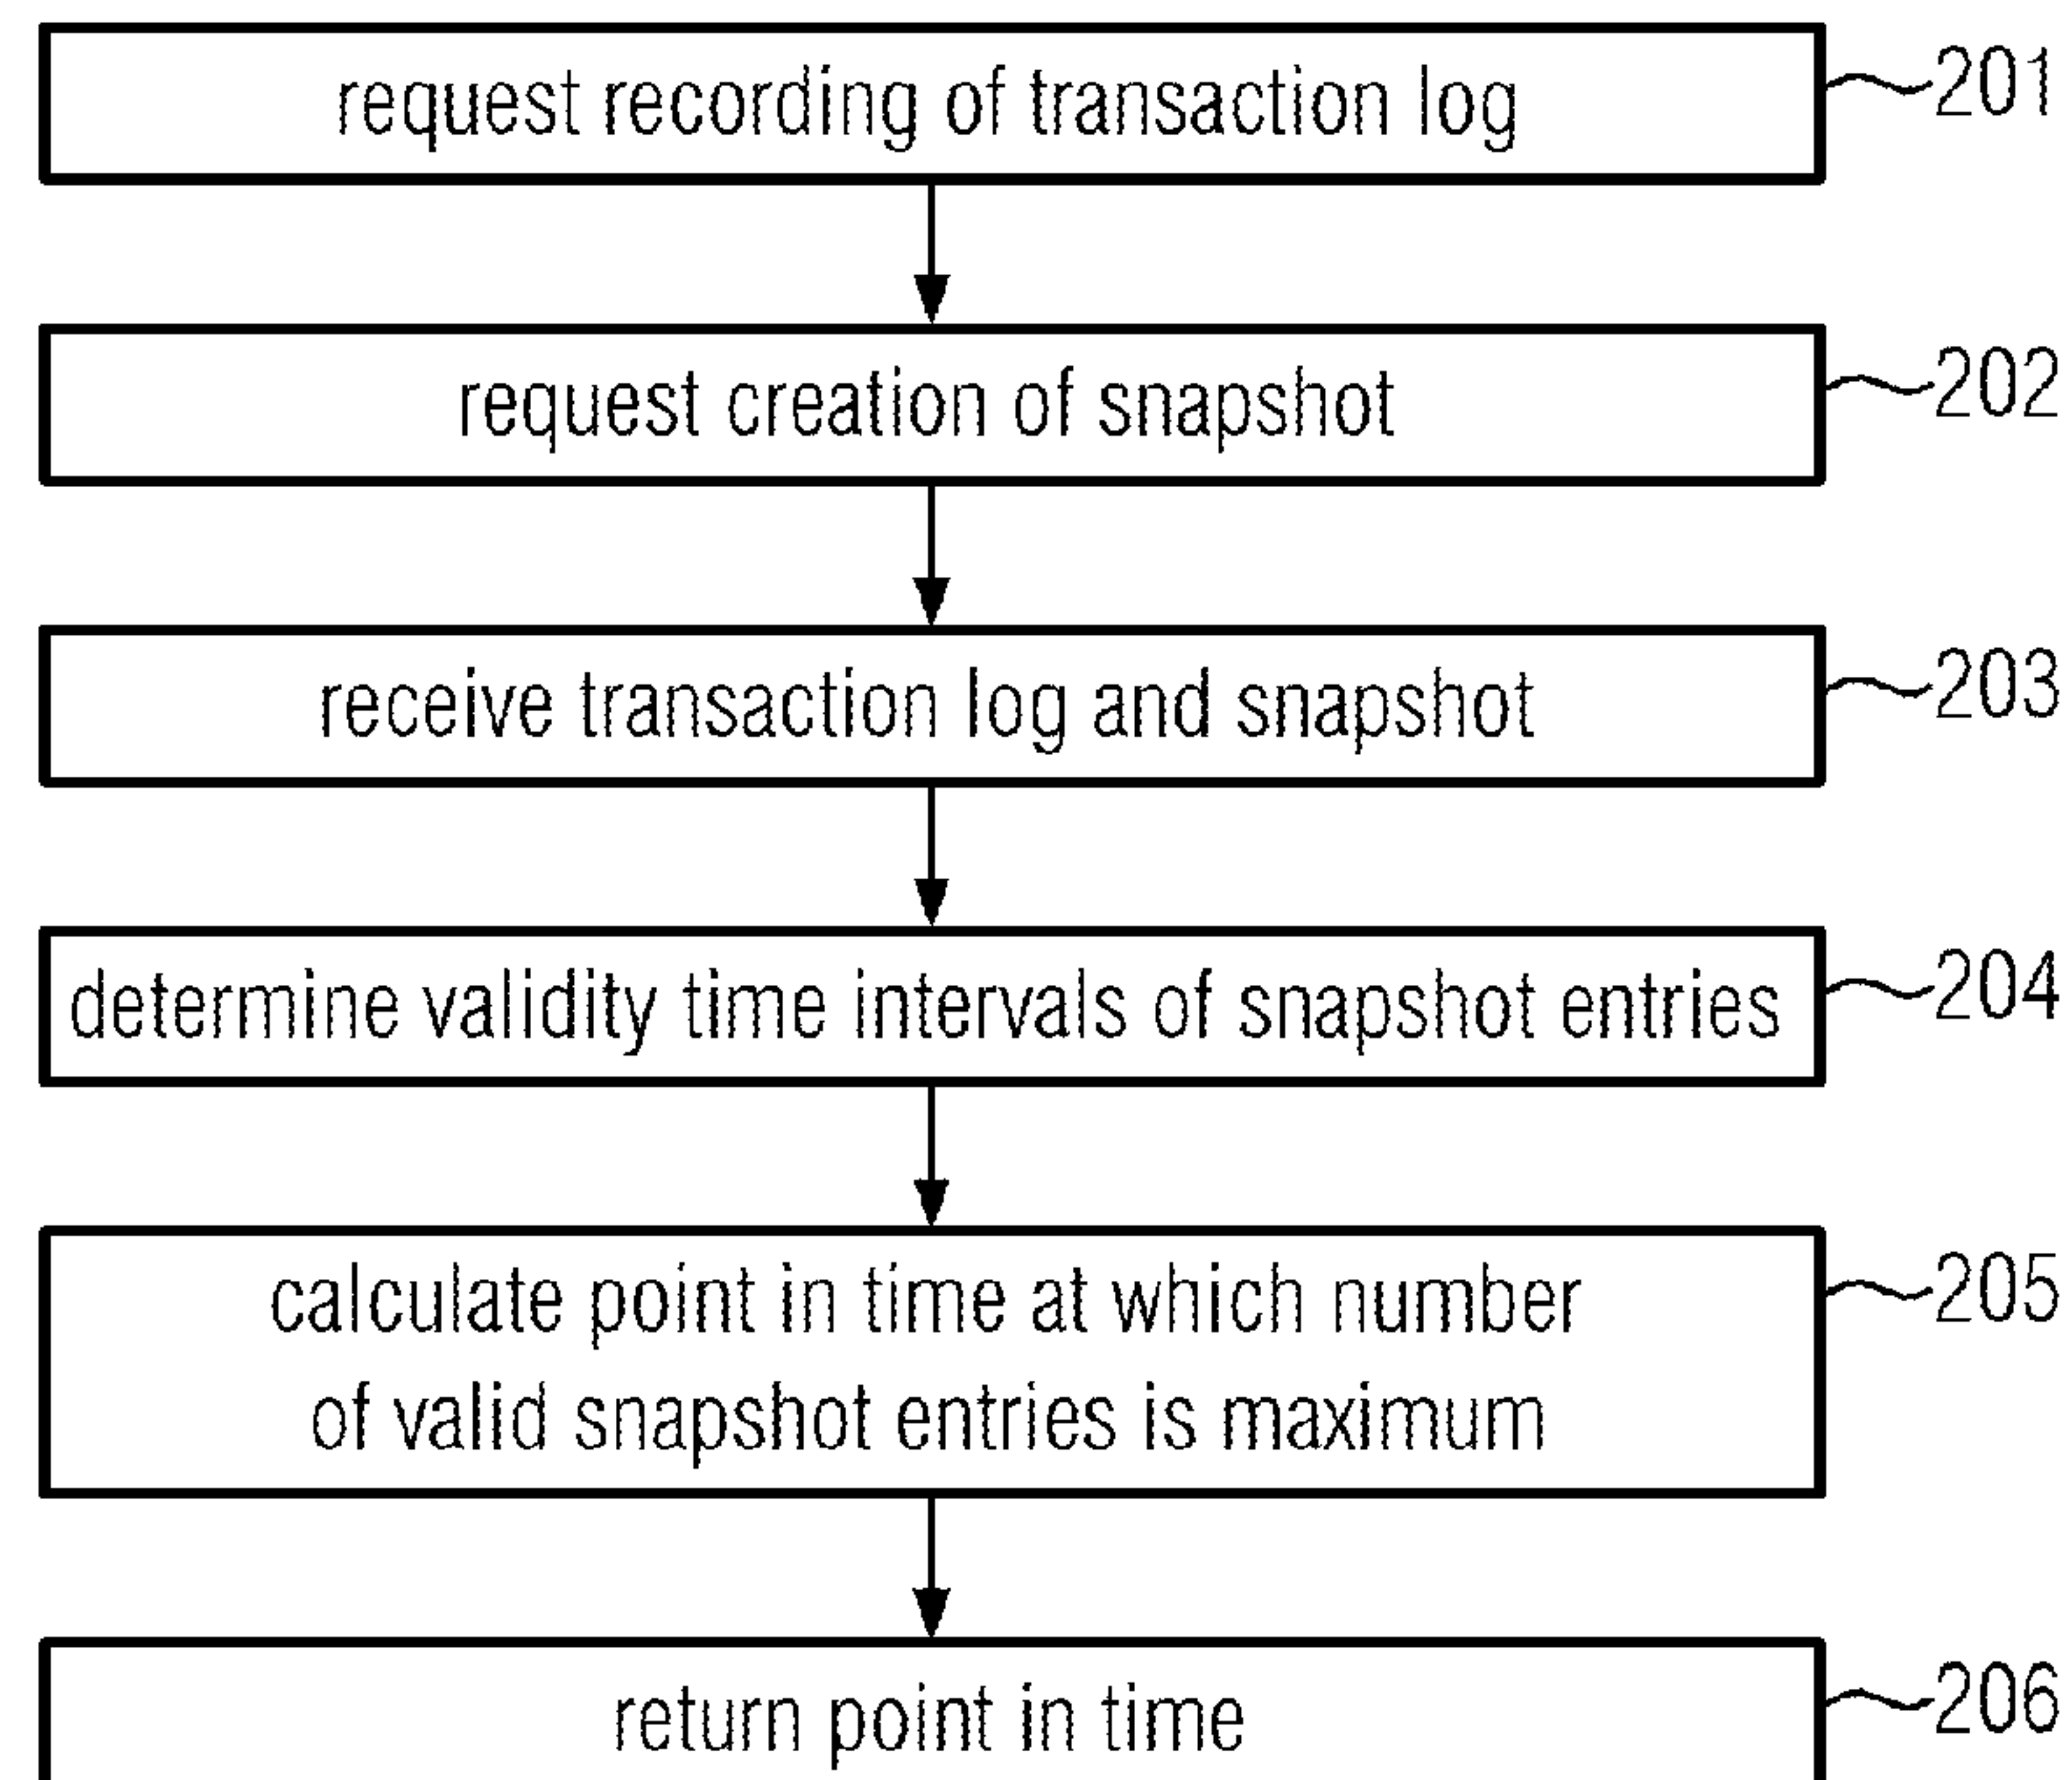 request recording of transaction log
201
request creation of snapshot
202
receive transaction log and snapshot
203
determine validity time intervals of snapshot entries
204
calculate point in time at which number
of valid snapshot entries is maximum
205
return point in time
206